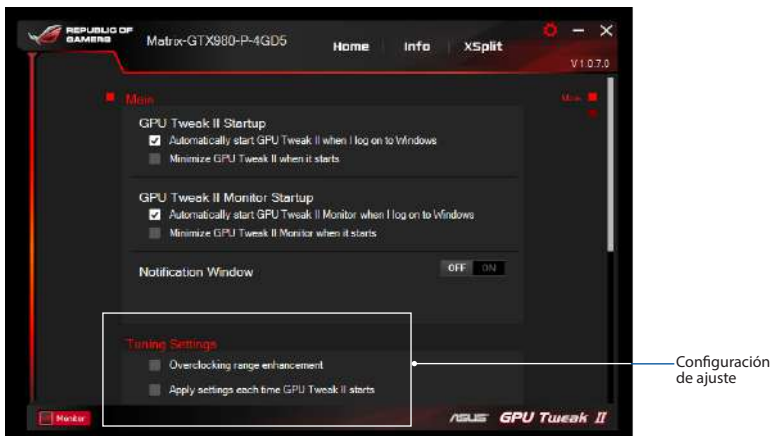 REPUBLIC OF
GAMERS
Matrix-GTX980-P-4GD5
Home Info XSplit
V1.0.7.0
Main
Main
GPU Tweak II Startup
Automatically start GPU Tweak II when I log on to Windows
Minimize GPU Tweak II when it starts
GPU Tweak II Monitor Startup
Automatically start GPU Tweak II Monitor when I log on to Windows
Minimize GPU Tweak II Monitor when it starts
Notification Window
OFF ON
Tuning Settings
Overclocking range enhancement
Apply settings each time GPU Tweak II starts
Configuración
de ajuste
Monitor
ASUS GPU Tweak II